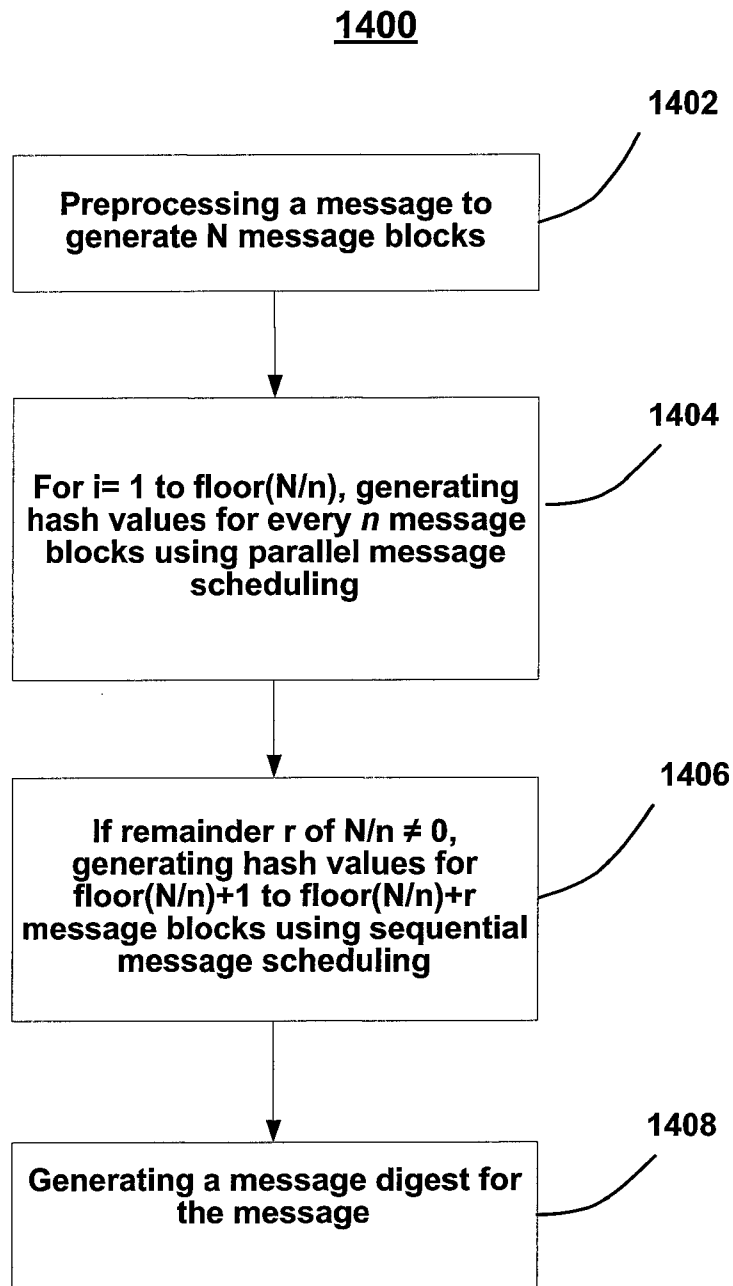 1400
1402
Preprocessing a message to
generate N message blocks
1404
For i= 1 to floor(N/n), generating
hash values for every n message
blocks using parallel message
scheduling
1406
If remainder r of N/n ≠ 0,
generating hash values for
floor(N/n)+1 to floor(N/n)+r
message blocks using sequential
message scheduling
1408
Generating a message digest for
the message